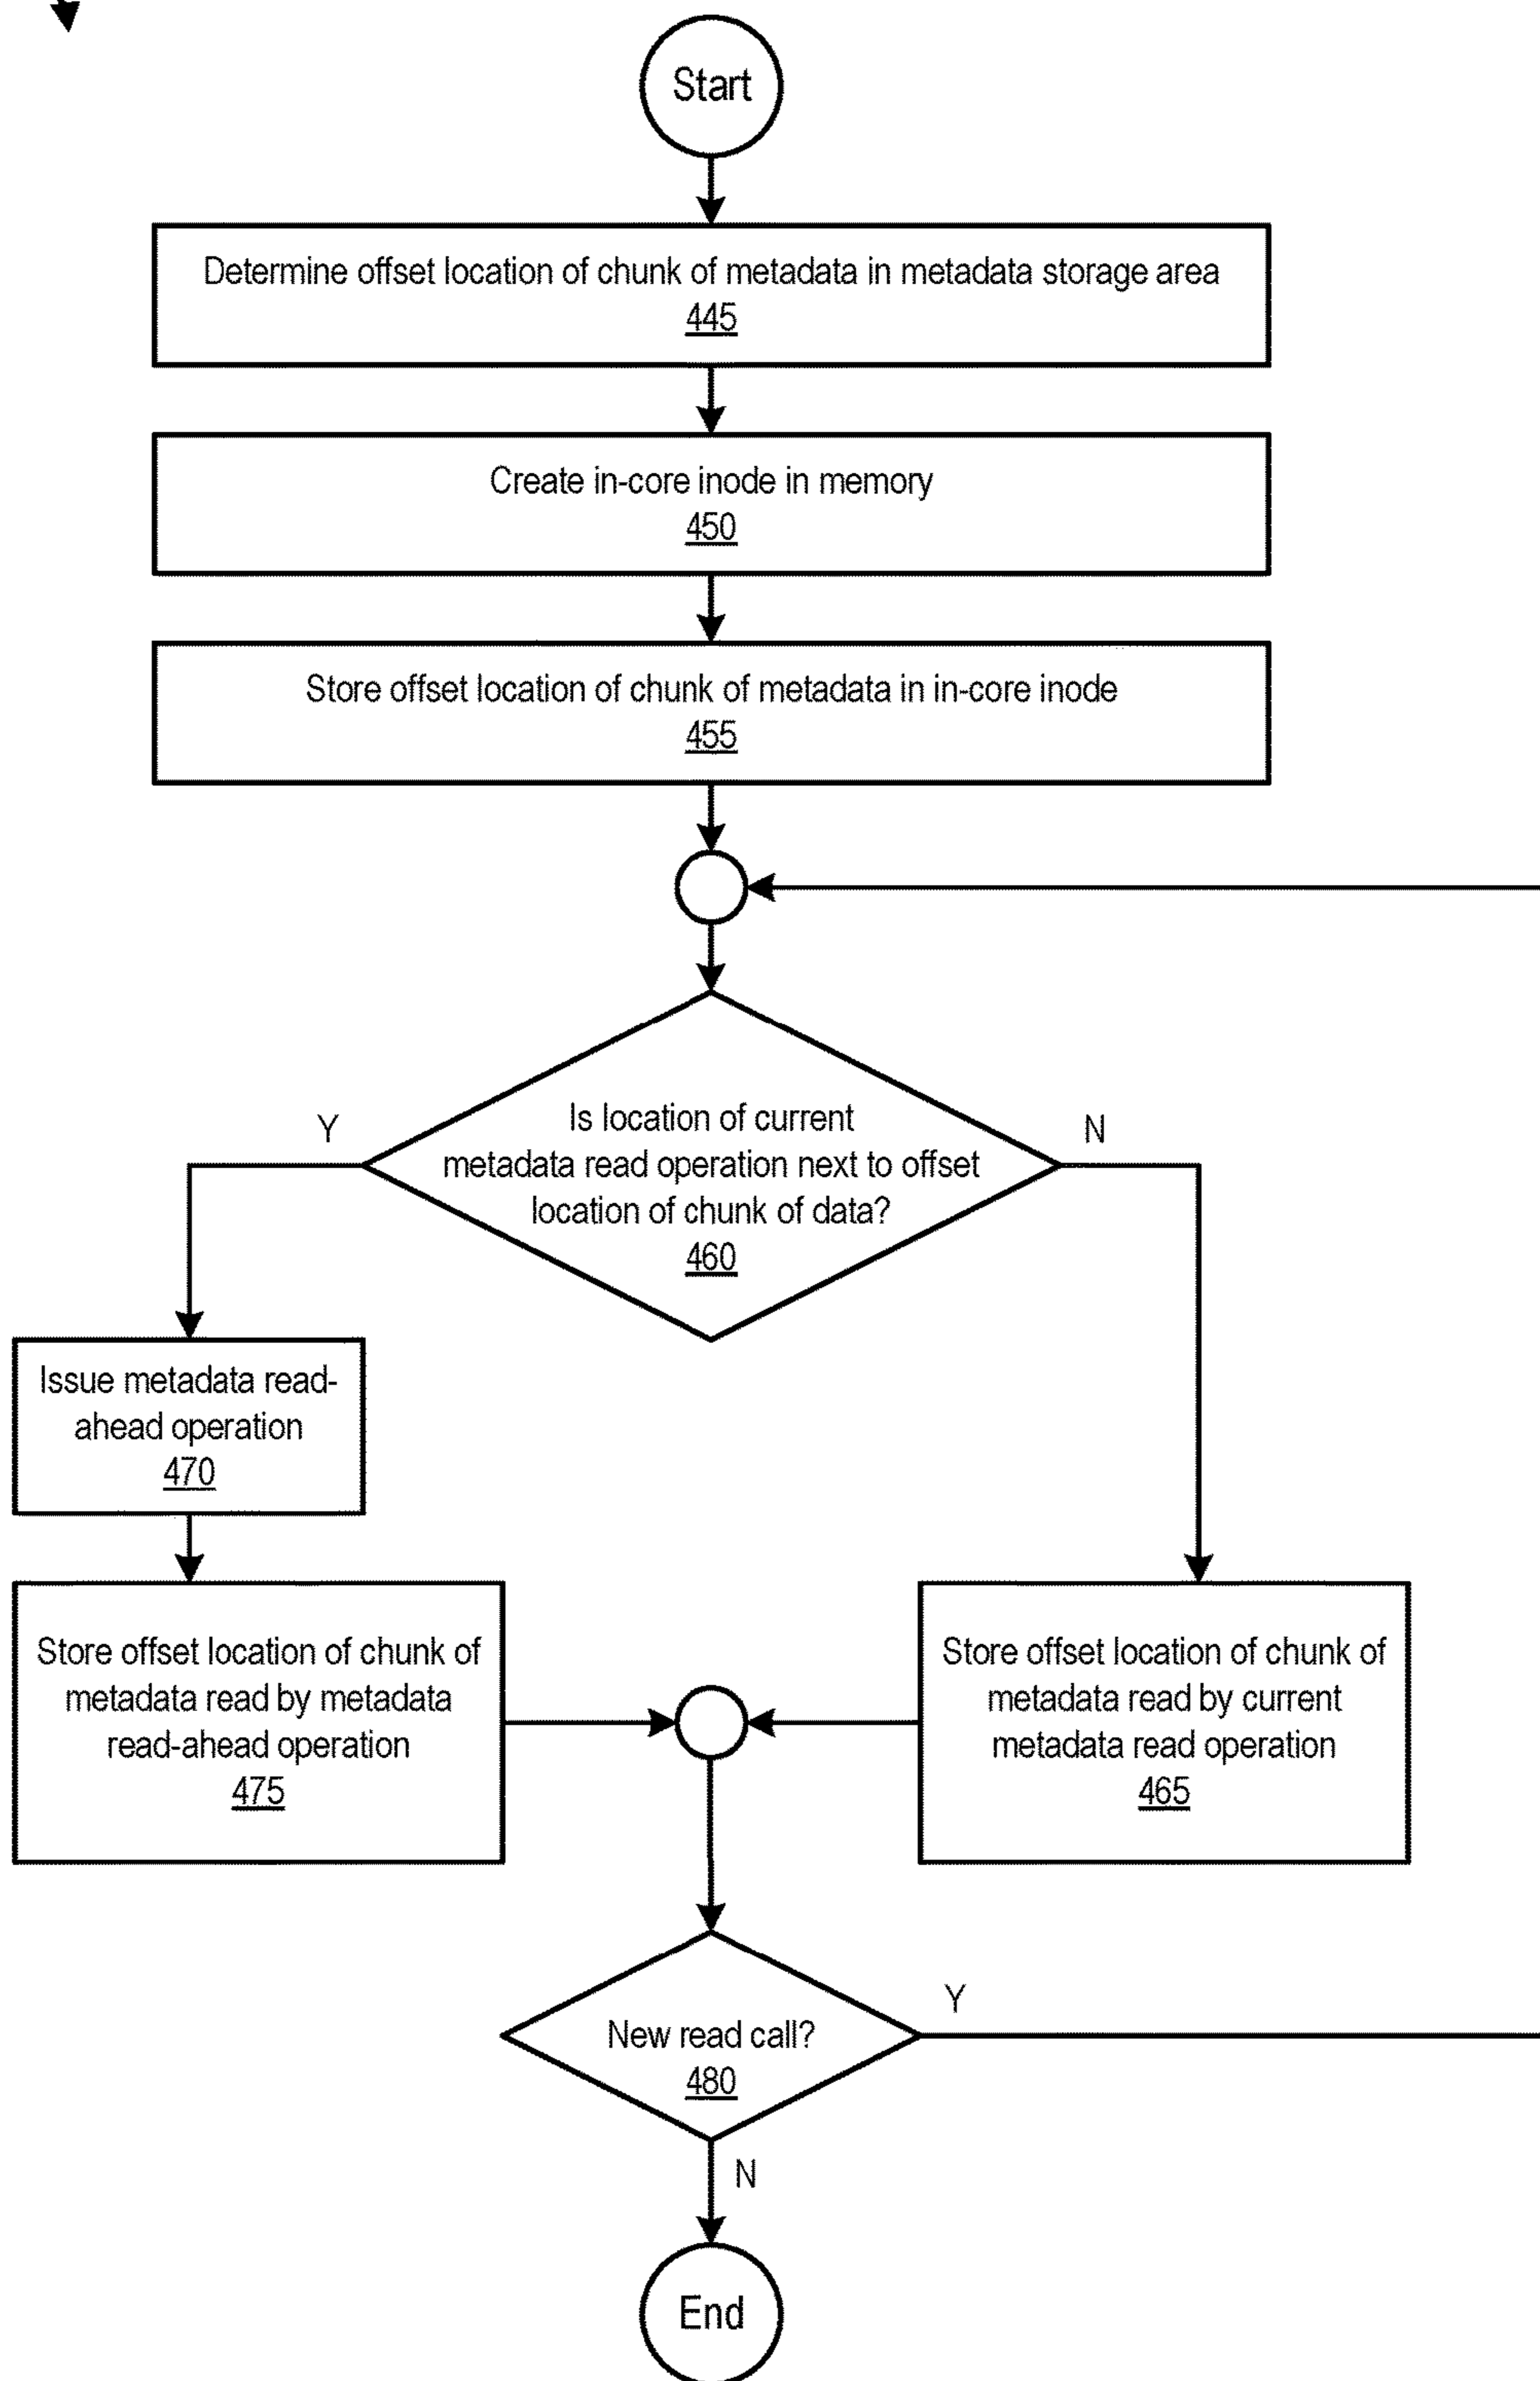 Start
Determine offset location of chunk of metadata in metadata storage area
445
Create in-core inode in memory
450
Store offset location of chunk of metadata in in-core inode
455
Is location of current
metadata read operation next to offset
location of chunk of data?
460
Y
N
Issue metadata read-
ahead operation
470
Store offset location of chunk of
metadata read by metadata
read-ahead operation
475
Store offset location of chunk of
metadata read by current
metadata read operation
465
New read call?
480
Y
N
End